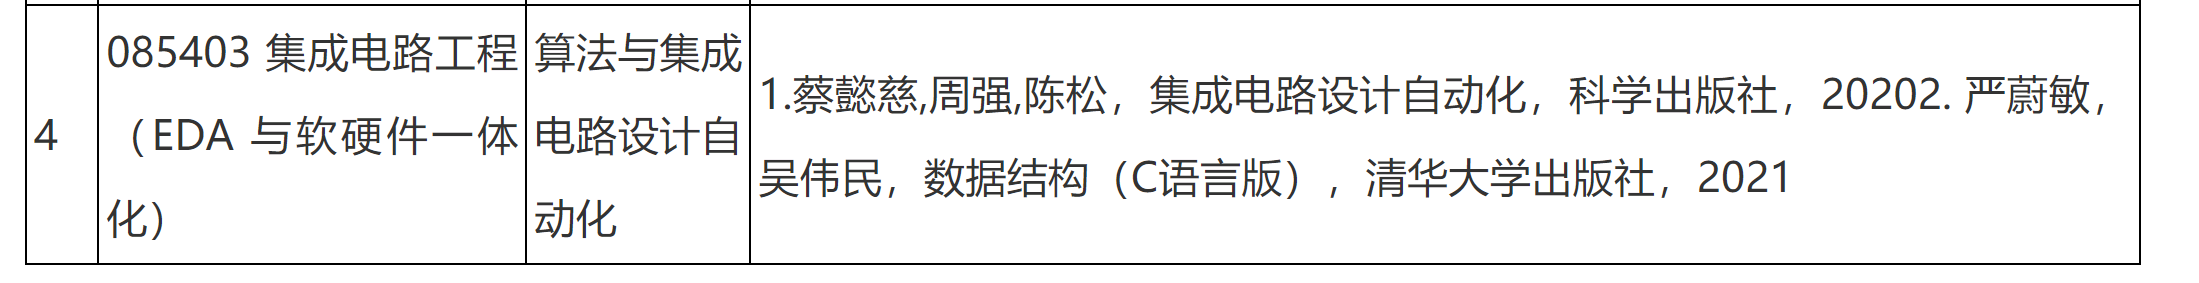 4
085403 集成电路工程
（EDA 与软硬件一体
化）
算法与集成
电路设计自
动化
1.蔡懿慈,周强,陈松，集成电路设计自动化，科学出版社，20202. 严蔚敏，
吴伟民，数据结构（C语言版），清华大学出版社，2021